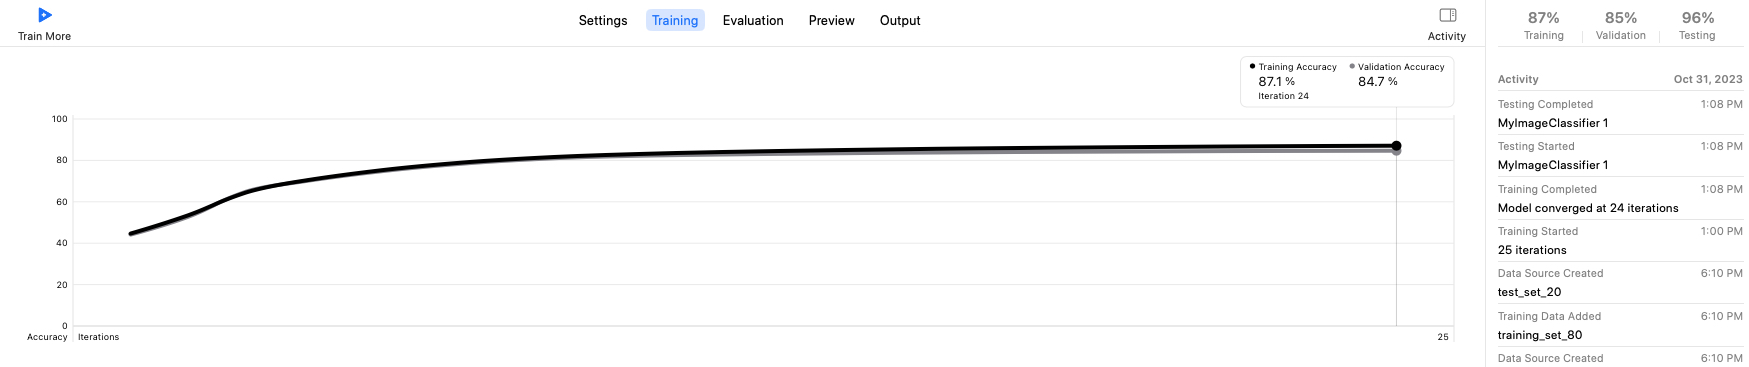 Train More
Settings Training Evaluation Preview Output
Activity
Training Accuracy Validation Accuracy
87.1 % 84.7 %
Iteration 24
100
80
60
40
20
0
Accuracy Iterations 25
87% 85% 96%
Training Validation Testing
Activity Oct 31, 2023
Testing Completed 1:08 PM
MyImageClassifier 1
Testing Started 1:08 PM
MyImageClassifier 1
Training Completed 1:08 PM
Model converged at 24 iterations
Training Started 1:00 PM
25 iterations
Data Source Created 6:10 PM
test_set_20
Training Data Added 6:10 PM
training_set_80
Data Source Created 6:10 PM